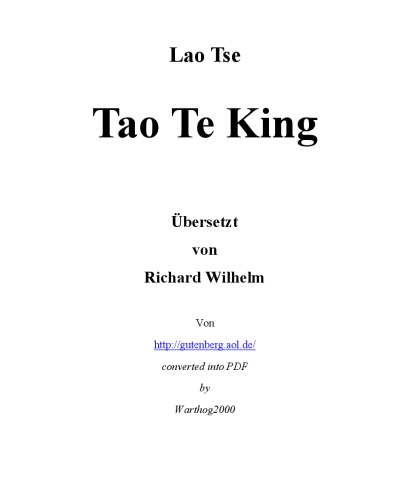 Lao Tse
Tao Te King
Übersetzt
von
Richard Wilhelm
Von
http://gutenberg.aol.de/
converted into PDF
by
Warthog2000